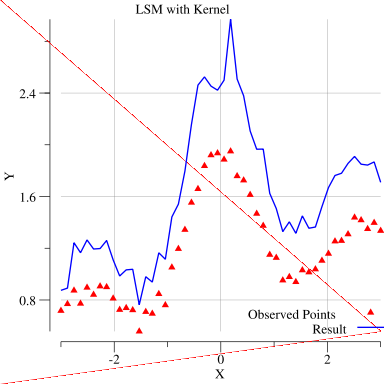 LSM with Kernel
2.4
Y
1.6
0.8
Observed Points
Result
-2
0
2
X